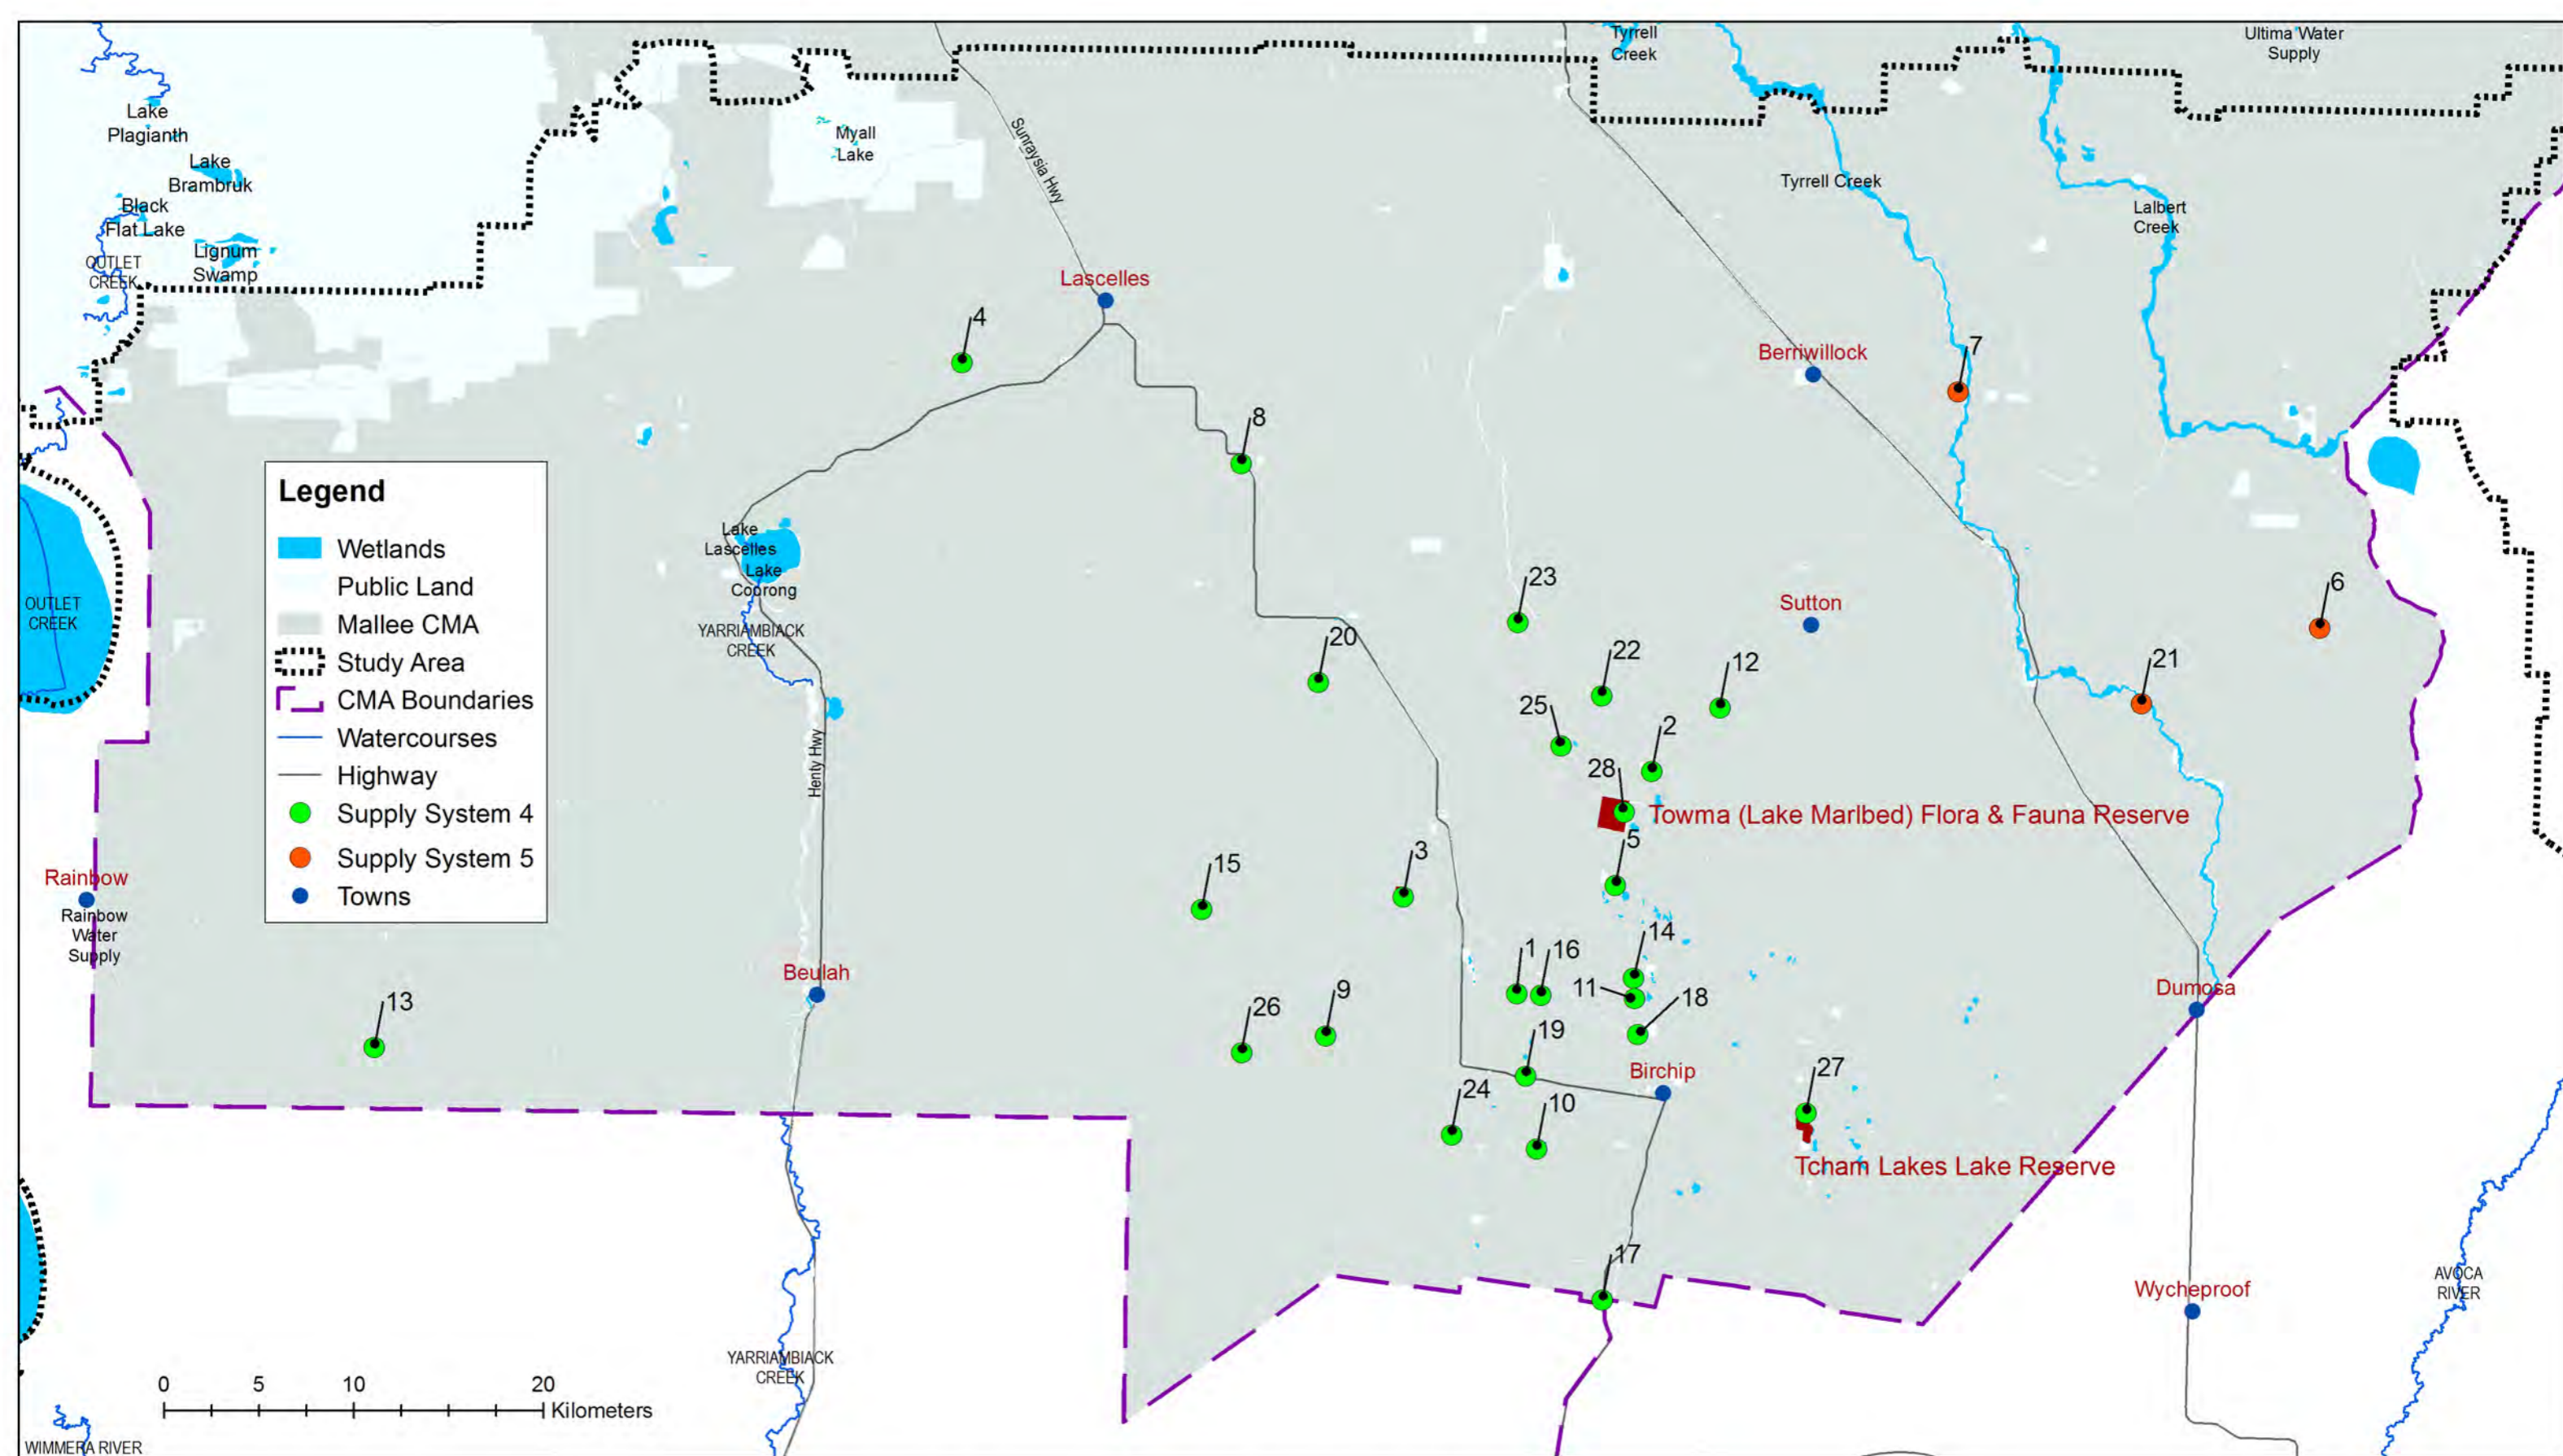 Tyrrell
Creek
Ultima Water
Supply
Lake
Plagianth
Myall
Lake
Sunraysia Hwy
Lake
Brambruk
Tyrrell Creek
Black
Flat Lake
Lalbert
Creek
Lignum
Swamp
OUTLET
CREEK
Lascelles
4
Berriwillock
7
8
Legend
Wetlands
Public Land
Mallee CMA
Study Area
CMA Boundaries
Watercourses
Highway
Supply System 4
Supply System 5
Towns
Lake
Lascelles
Lake
Coorong
OUTLET
CREEK
YARRIAMBIACK
CREEK
23
Sutton
6
20
22
12
21
25
2
Henty Hwy
28
Towma (Lake Marlbed) Flora & Fauna Reserve
5
3
15
Rainbow
Rainbow
Water
Supply
14
1
16
Beulah
11
18
Dumosa
13
9
26
19
Birchip
27
24
10
Tcham Lakes Lake Reserve
17
Wycheproof
AVOCA
RIVER
YARRIAMBIACK
CREEK
0 5 10 20
Kilometers
WIMMERA RIVER